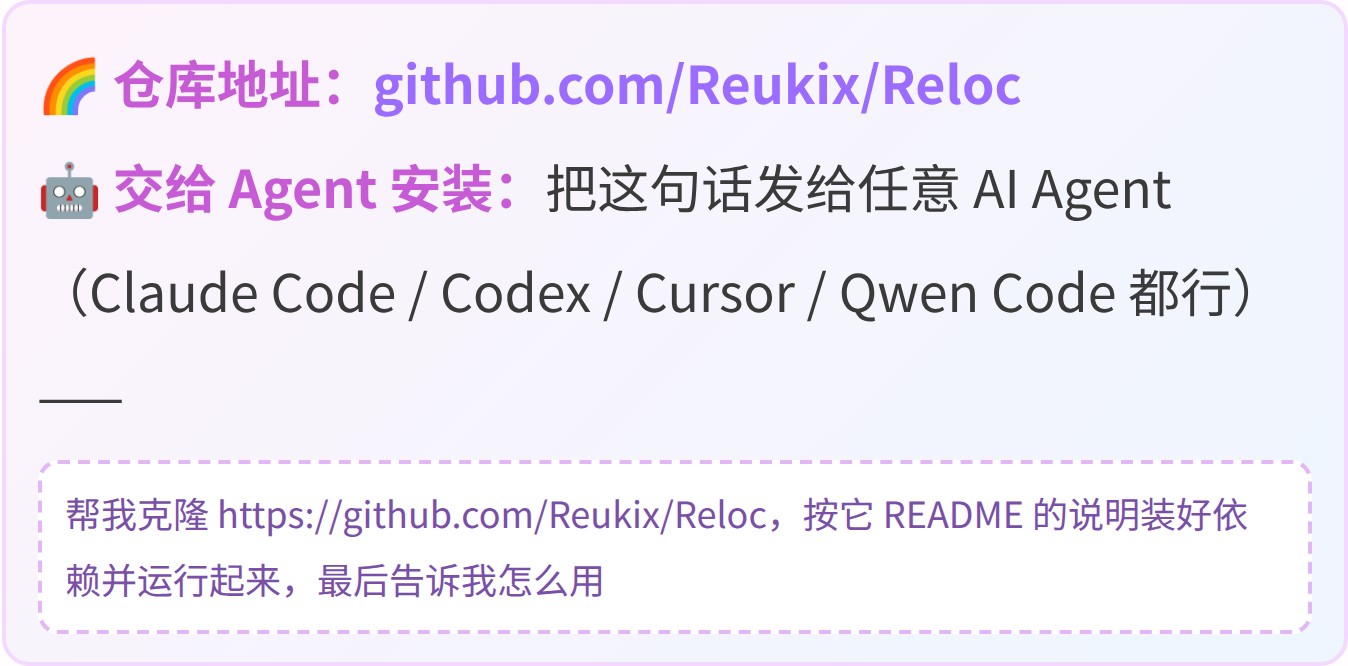 🌈 仓库地址：github.com/Reukix/Reloc
🤖 交给 Agent 安装：把这句话发给任意 AI Agent
（Claude Code / Codex / Cursor / Qwen Code 都行）
——
帮我克隆 https://github.com/Reukix/Reloc，按它 README 的说明装好依
赖并运行起来，最后告诉我怎么用